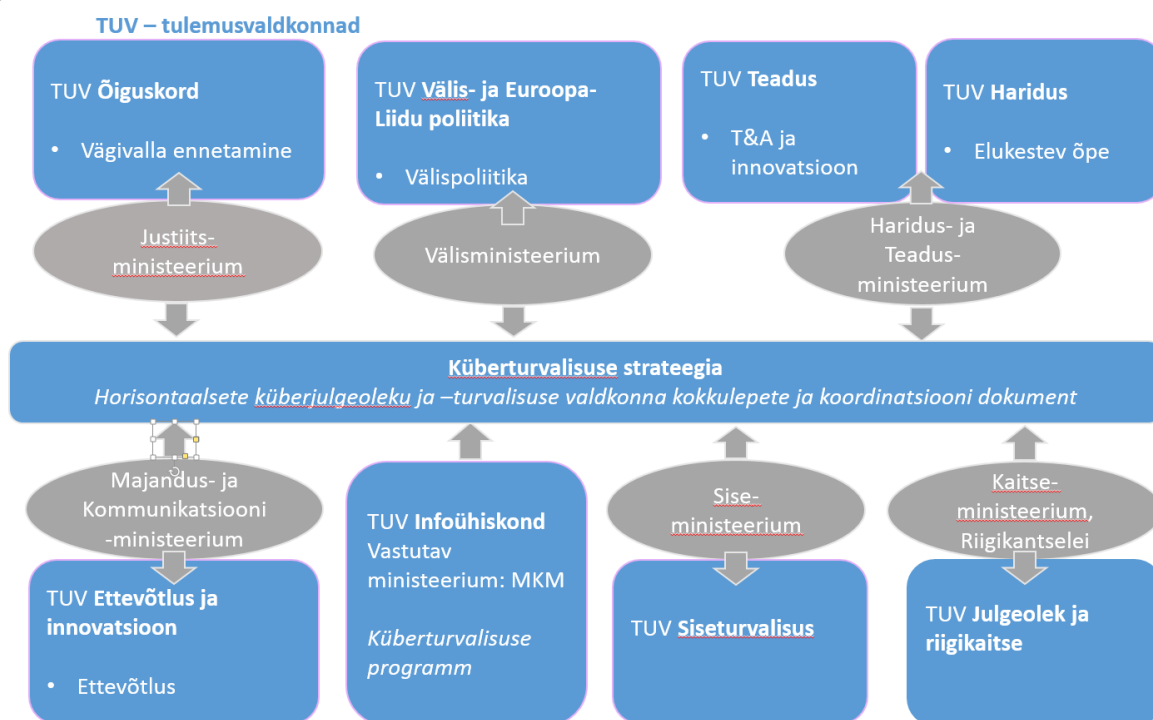 TUV – tulemusvaldkonnad
TUV Õiguskord
• Vägivalla ennetamine
TUV Välis- ja Euroopa-
Liidu poliitika
• Välispoliitika
TUV Teadus
• T&A ja
innovatsioon
TUV Haridus
• Elukestev õpe
Justiits-
ministeerium
Välisministeerium
Haridus- ja
Teadus-
ministeerium
Küberturvalisuse strateegia
Horisontaalsete küberjulgeoleku ja –turvalisuse valdkonna kokkulepete ja koordinatsiooni dokument
Majandus- ja
Kommunikatsiooni
-ministeerium
TUV Ettevõtlus ja
innovatsioon
• Ettevõtlus
TUV Infoühiskond
Vastutav
ministeerium: MKM
Küberturvalisuse
programm
Sise-
ministeerium
TUV Siseturvalisus
Kaitse-
ministeerium,
Riigikantselei
TUV Julgeolek ja
riigikaitse